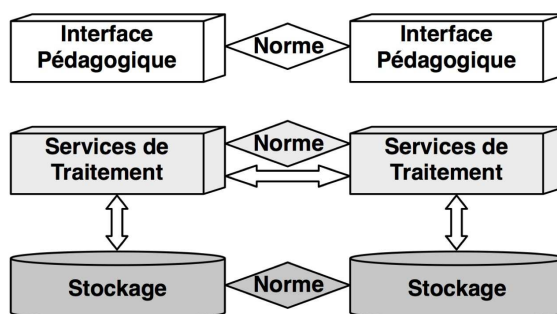 Interface
Pédagogique
Norme
Interface
Pédagogique
Services de
Traitement
Norme
Services de
Traitement
Stockage
Norme
Stockage